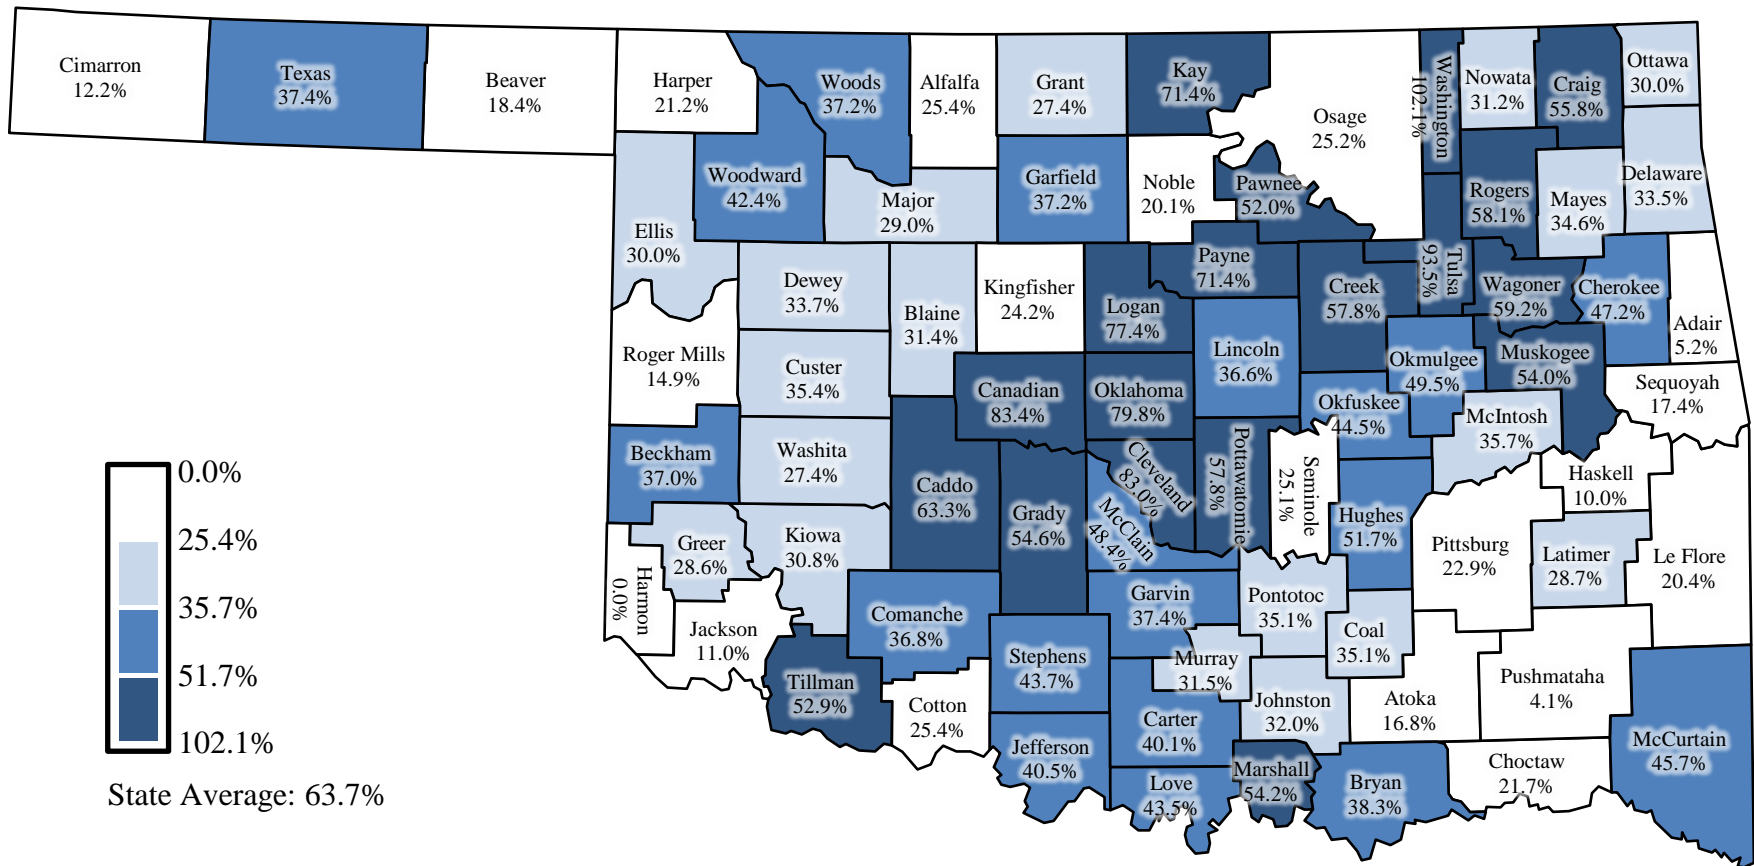 Cimarron
12.2%
Texas
37.4%
Beaver
18.4%
Harper
21.2%
Woods
37.2%
Alfalfa
25.4%
Grant
27.4%
Kay
71.4%
Osage
25.2%
Washington
102.1%
Nowata
31.2%
Craig
55.8%
Ottawa
30.0%
Woodward
42.4%
Ellis
30.0%
Major
29.0%
Garfield
37.2%
Noble
20.1%
Pawnee
52.0%
Rogers
58.1%
Mayes
34.6%
Delaware
33.5%
Dewey
33.7%
Blaine
31.4%
Kingfisher
24.2%
Logan
77.4%
Payne
71.4%
Creek
57.8%
Tulsa
93.5%
Wagoner
59.2%
Cherokee
47.2%
Adair
5.2%
Roger Mills
14.9%
Custer
35.4%
Canadian
83.4%
Oklahoma
79.8%
Lincoln
36.6%
Okmulgee
49.5%
Muskogee
54.0%
Sequoyah
17.4%
Okfuskee
44.5%
McIntosh
35.7%
Beckham
37.0%
Washita
27.4%
Caddo
63.3%
Grady
54.6%
Cleveland
83.0%
McClain
48.4%
Pottawatomie
57.8%
Seminole
25.1%
Hughes
51.7%
Haskell
10.0%
Pittsburg
22.9%
Latimer
28.7%
Le Flore
20.4%
Greer
28.6%
Kiowa
30.8%
Harmon
0.0%
Jackson
11.0%
Tillman
52.9%
Comanche
36.8%
Cotton
25.4%
Stephens
43.7%
Garvin
37.4%
Pontotoc
35.1%
Coal
35.1%
Murray
31.5%
Johnston
32.0%
Atoka
16.8%
Pushmataha
4.1%
Jefferson
40.5%
Carter
40.1%
Love
43.5%
Marshall
54.2%
Bryan
38.3%
Choctaw
21.7%
McCurtain
45.7%
0.0%
25.4%
35.7%
51.7%
102.1%
State Average: 63.7%